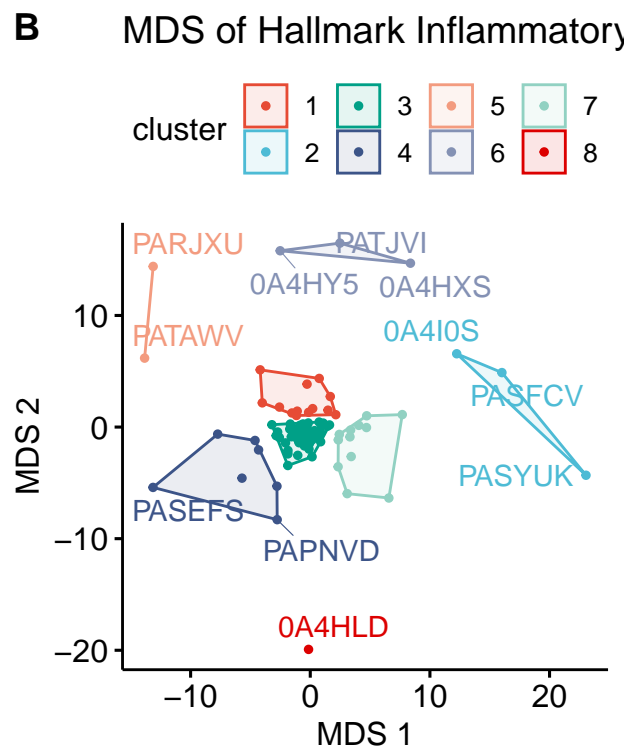 B MDS of Hallmark Inflammatory
cluster
1 3 5 7
2 4 6 8
PARJXU
PATJVI
0A4HY5
0A4HXS
PATAWV
0A4I0S
PASFCV
PASYUK
PASEFS
PAPNVD
0A4HLD
10
0
−10
−20
MDS 2
−10 0 10 20
MDS 1